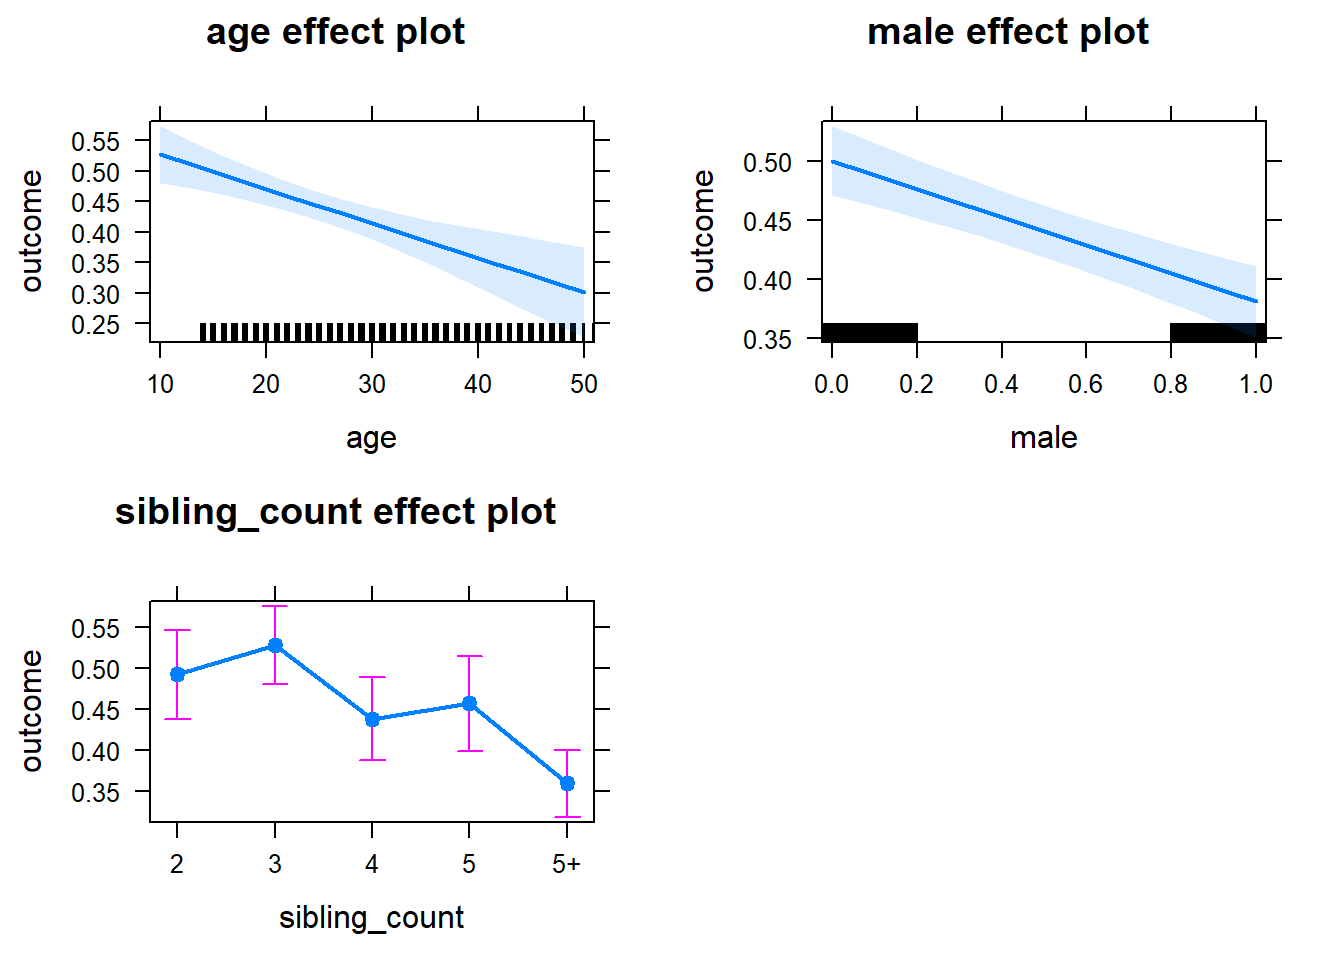 age effect plot
outcome
0.55
0.50
0.45
0.40
0.35
0.30
0.25
10 20 30 40 50
age
male effect plot
outcome
0.50
0.45
0.40
0.35
0.0 0.2 0.4 0.6 0.8 1.0
male
sibling_count effect plot
outcome
0.55
0.50
0.45
0.40
0.35
2 3 4 5 5+
sibling_count